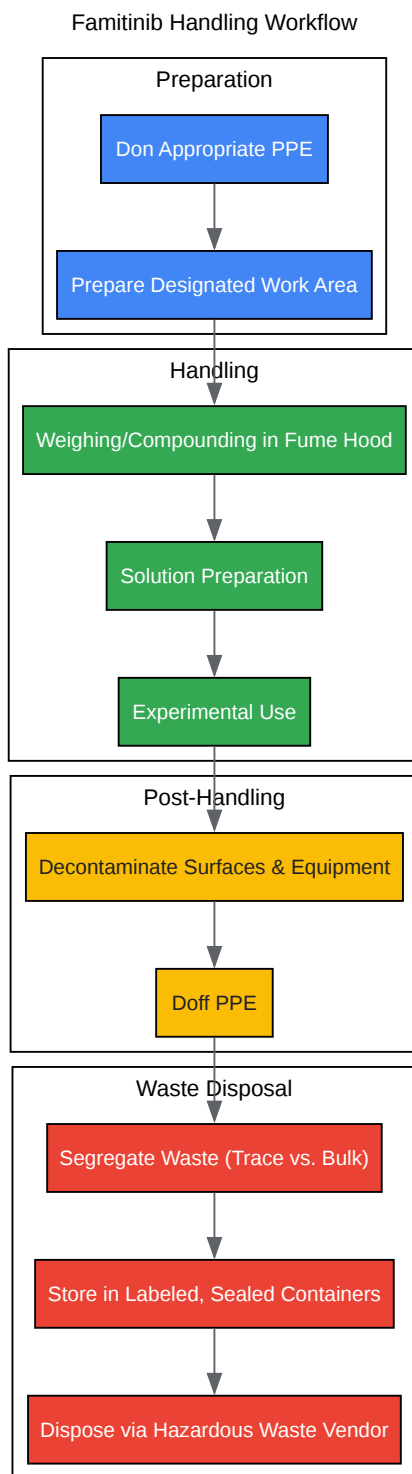 Famitinib Handling Workflow
Preparation
Don Appropriate PPE
Prepare Designated Work Area
Handling
Weighing/Compounding in Fume Hood
Solution Preparation
Experimental Use
Post-Handling
Decontaminate Surfaces & Equipment
Doff PPE
Waste Disposal
Segregate Waste (Trace vs. Bulk)
Store in Labeled, Sealed Containers
Dispose via Hazardous Waste Vendor